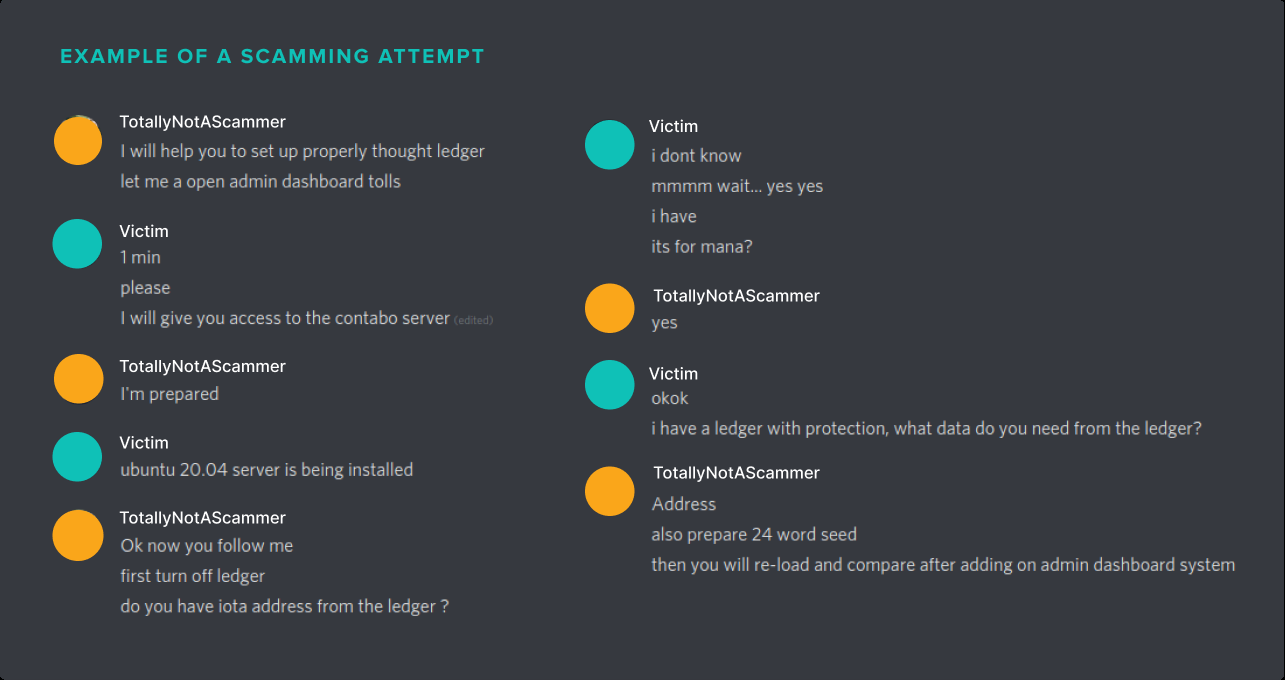 EXAMPLE OF A SCAMMING ATTEMPT
TotallyNotAScammer
I will help you to set up properly thought ledger
let me a open admin dashboard tolls
Victim
1 min
please
I will give you access to the contabo server (edited)
TotallyNotAScammer
I'm prepared
Victim
ubuntu 20.04 server is being installed
TotallyNotAScammer
Ok now you follow me
first turn off ledger
do you have iota address from the ledger ?
Victim
i dont know
mmmm wait... yes yes
i have
its for mana?
TotallyNotAScammer
yes
Victim
okok
i have a ledger with protection, what data do you need from the ledger?
TotallyNotAScammer
Address
also prepare 24 word seed
then you will re-load and compare after adding on admin dashboard system